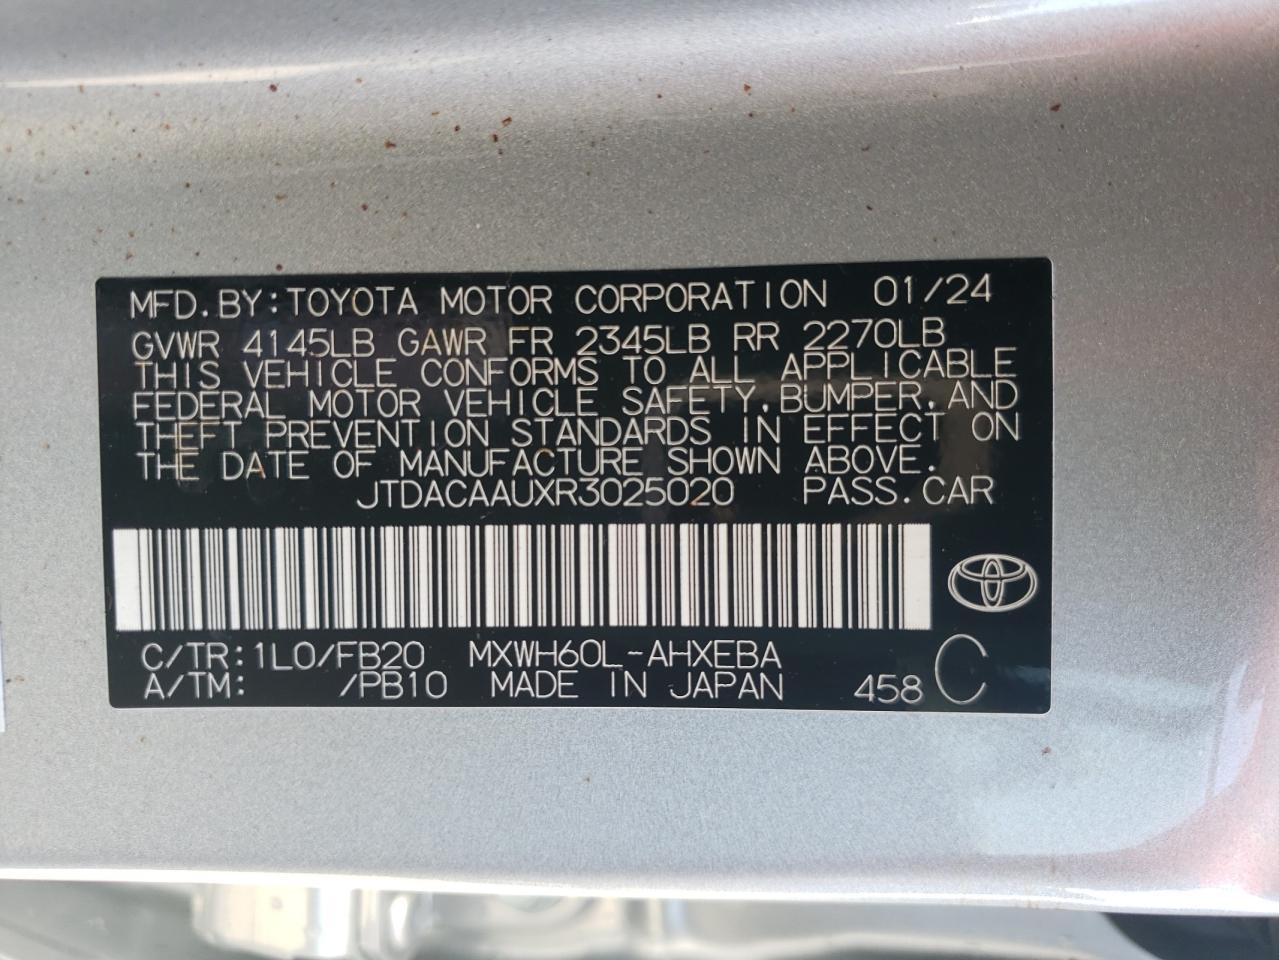 MFD.BY:TOYOTA MOTOR CORPORATION 01/24
GVWR 4145LB GAWR FR 2345LB RR 2270LB
THIS VEHICLE CONFORMS TO ALL APPLICABLE
FEDERAL MOTOR VEHICLE SAFETY,BUMPER,AND
THEFT PREVENTION STANDARDS IN EFFECT ON
THE DATE OF MANUFACTURE SHOWN ABOVE.
JTDACAAUXR3025020 PASS.CAR
C/TR:1L0/FB20 MXWH60L-AHXEBA
A/TM: /PB10 MADE IN JAPAN 458 C